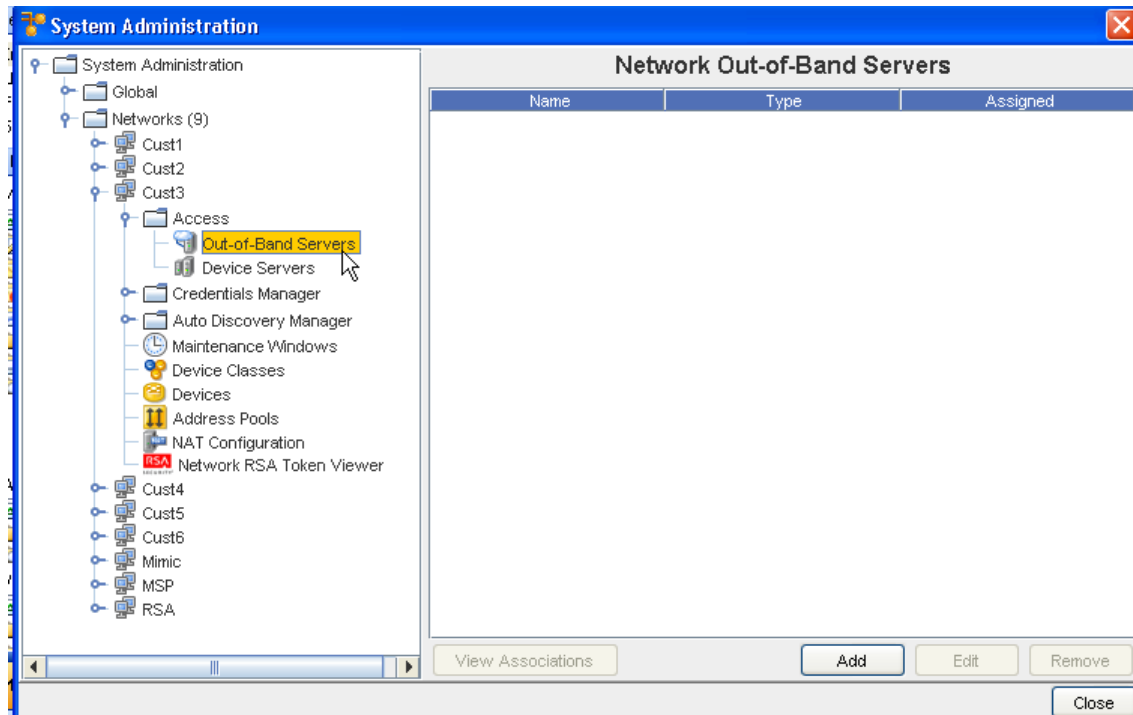 System Administration
System Administration
Global
Networks (9)
Cust1
Cust2
Cust3
Access
Out-of-Band Servers
Device Servers
Credentials Manager
Auto Discovery Manager
Maintenance Windows
Device Classes
Devices
Address Pools
NAT Configuration
RSA Network RSA Token Viewer
Cust4
Cust5
Cust6
Mimic
MSP
RSA
Network Out-of-Band Servers
Name Type Assigned
View Associations Add Edit Remove
Close